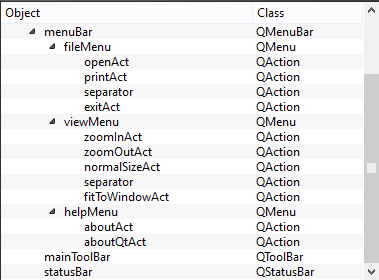 Object Class
menuBar QMenuBar
fileMenu QMenu
openAct QAction
printAct QAction
separator QAction
exitAct QAction
viewMenu QMenu
zoomInAct QAction
zoomOutAct QAction
normalSizeAct QAction
separator QAction
fitToWindowAct QAction
helpMenu QMenu
aboutAct QAction
aboutQtAct QAction
mainToolBar QToolBar
statusBar QStatusBar